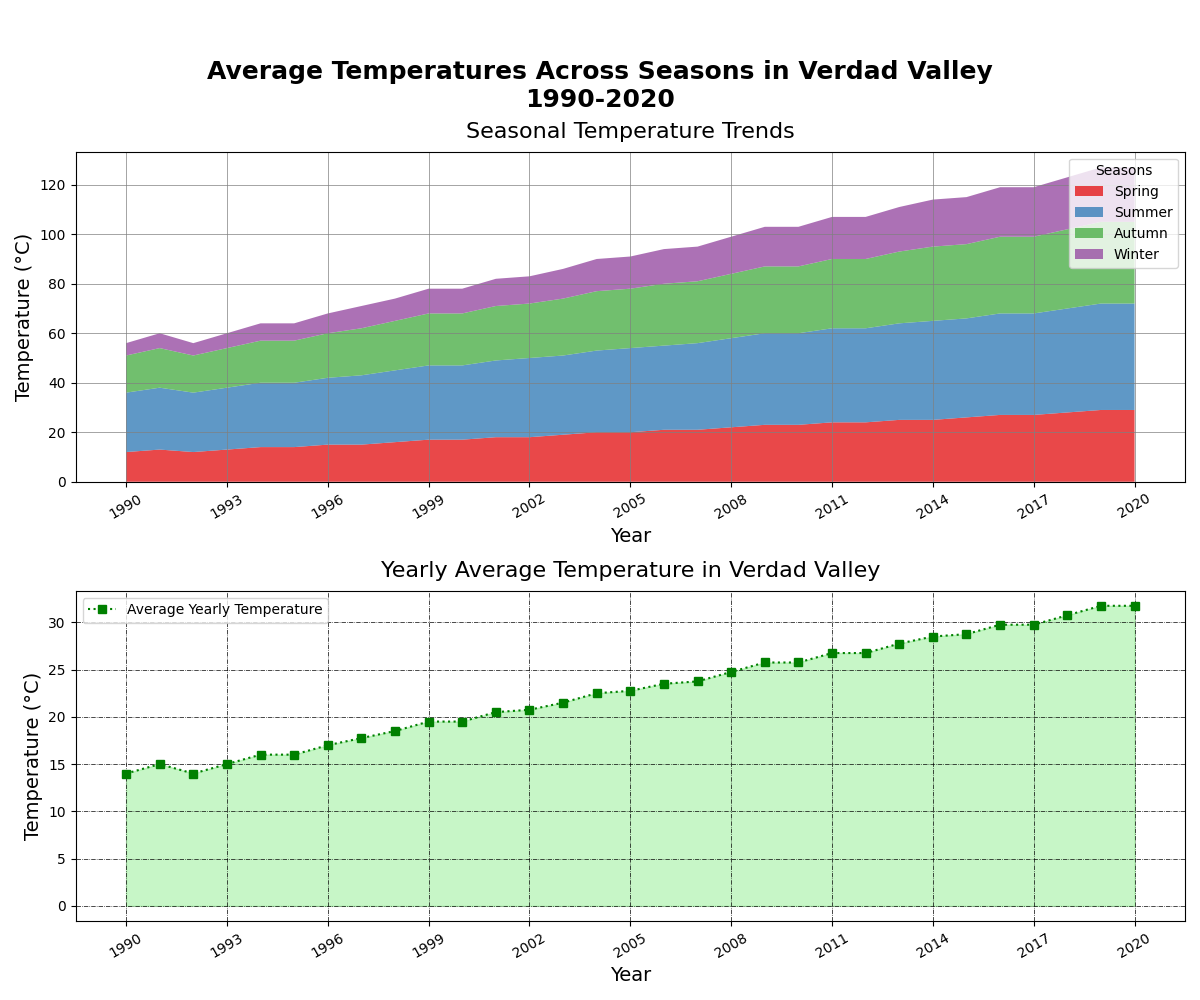 Average Temperatures Across Seasons in Verdad Valley
1990-2020
Seasonal Temperature Trends
Temperature (°C)
120
100
80
60
40
20
0
Seasons
Spring
Summer
Autumn
Winter
1990 1993 1996 1999 2002 2005 2008 2011 2014 2017 2020
Year
Yearly Average Temperature in Verdad Valley
Temperature (°C)
Average Yearly Temperature
30
25
20
15
10
5
0
1990 1993 1996 1999 2002 2005 2008 2011 2014 2017 2020
Year